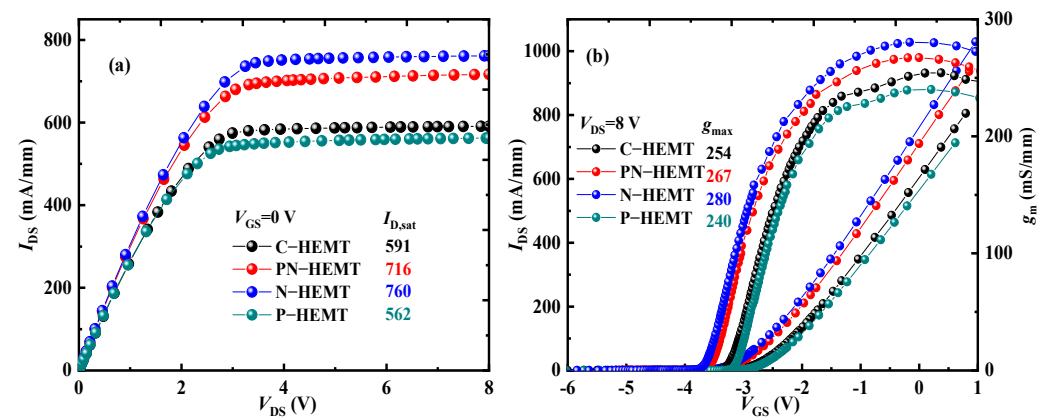 (a)
800
600
400
200
0
I_DS (mA/mm)
V_GS=0 V I_D,sat
C−HEMT 591
PN−HEMT 716
N−HEMT 760
P−HEMT 562
0 2 4 6 8
V_DS (V)
(b)
1000
800
600
400
200
0
I_DS (mA/mm)
V_DS=8 V g_max
C−HEMT 254
PN−HEMT 267
N−HEMT 280
P−HEMT 240
-6 -5 -4 -3 -2 -1 0 1
V_GS (V)
300
200
100
0
g_m (mS/mm)